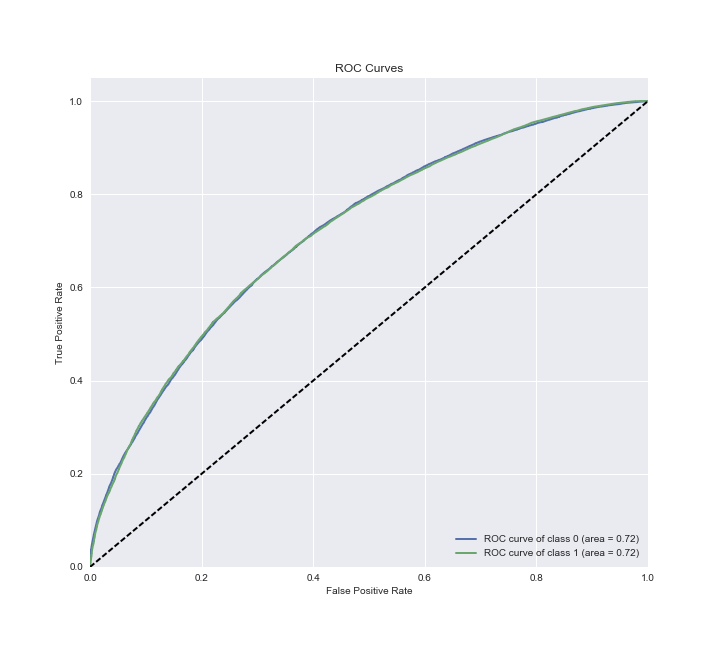 ROC Curves
True Positive Rate
1.0
0.8
0.6
0.4
0.2
0.0
ROC curve of class 0 (area = 0.72)
ROC curve of class 1 (area = 0.72)
0.0 0.2 0.4 0.6 0.8 1.0
False Positive Rate